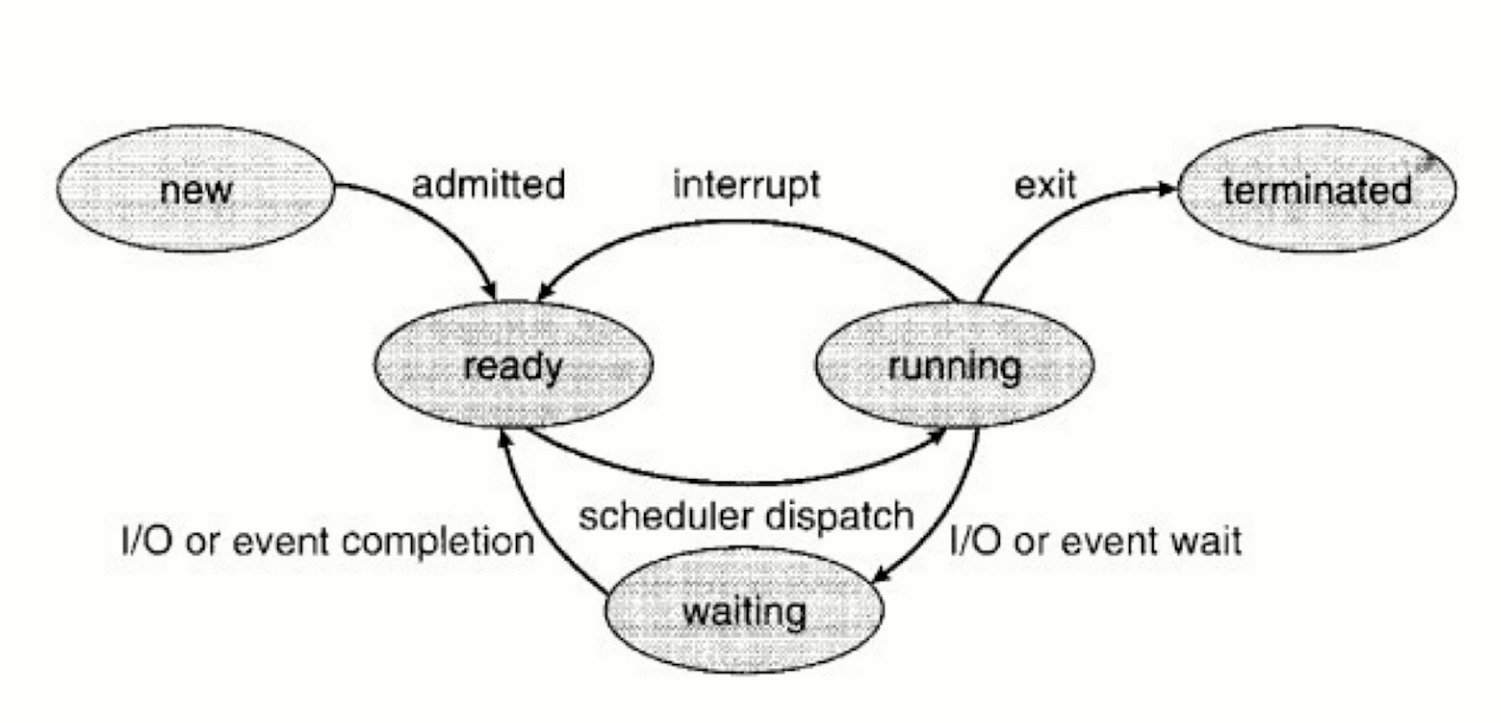 new
admitted
interrupt
exit
terminated
ready
running
scheduler dispatch
I/O or event completion
I/O or event wait
waiting